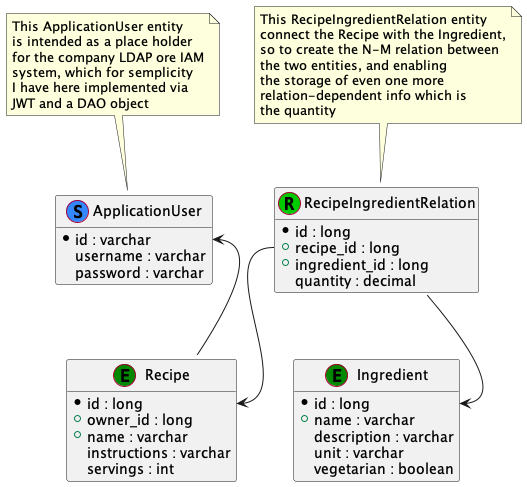 This ApplicationUser entity
is intended as a place holder
for the company LDAP ore IAM
system, which for semplicity
I have here implemented via
JWT and a DAO object
This RecipeIngredientRelation entity
connect the Recipe with the Ingredient,
so to create the N-M relation between
the two entities, and enabling
the storage of even one more
relation-dependent info which is
the quantity
S ApplicationUser
id : varchar
username : varchar
password : varchar
R RecipeIngredientRelation
id : long
recipe_id : long
ingredient_id : long
quantity : decimal
E Recipe
id : long
owner_id : long
name : varchar
instructions : varchar
servings : int
E Ingredient
id : long
name : varchar
description : varchar
unit : varchar
vegetarian : boolean